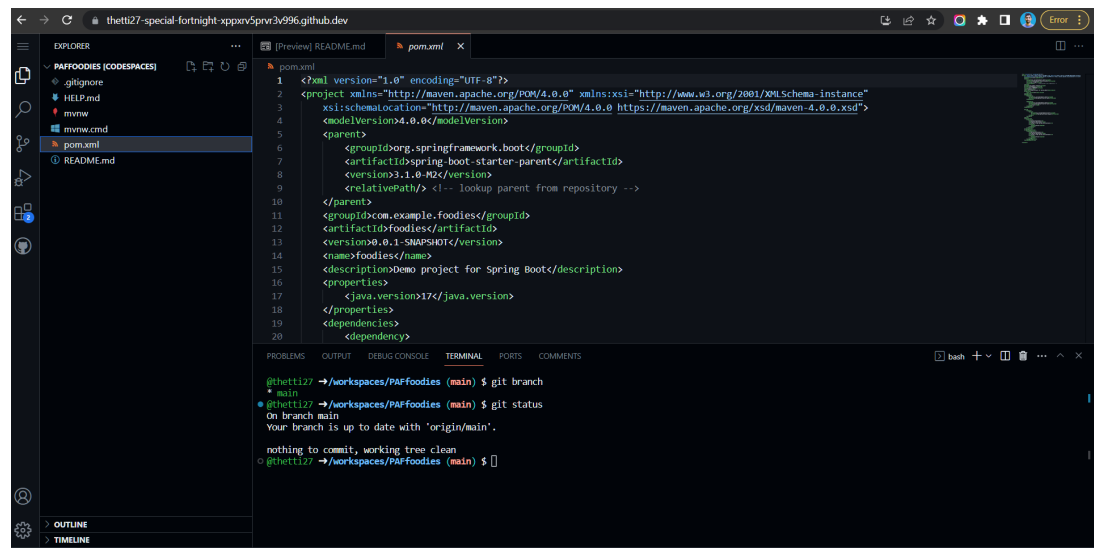 thetti27-special-fortnight-xppxrv5prvr3v996.github.dev
Error
EXPLORER
PAFFOODIES [CODESPACES]
.gitignore
HELP.md
mvnw
mvnw.cmd
pom.xml
README.md
OUTLINE
TIMELINE
2
[Preview] README.md
pom.xml
pom.xml
1 <?xml version="1.0" encoding="UTF-8"?>
2 <project xmlns="http://maven.apache.org/POM/4.0.0" xmlns:xsi="http://www.w3.org/2001/XMLSchema-instance"
3 xsi:schemaLocation="http://maven.apache.org/POM/4.0.0 https://maven.apache.org/xsd/maven-4.0.0.xsd">
4 <modelVersion>4.0.0</modelVersion>
5 <parent>
6 <groupId>org.springframework.boot</groupId>
7 <artifactId>spring-boot-starter-parent</artifactId>
8 <version>3.1.0-M2</version>
9 <relativePath/> <!-- lookup parent from repository -->
10 </parent>
11 <groupId>com.example.foodies</groupId>
12 <artifactId>foodies</artifactId>
13 <version>0.0.1-SNAPSHOT</version>
14 <name>foodies</name>
15 <description>Demo project for Spring Boot</description>
16 <properties>
17 <java.version>17</java.version>
18 </properties>
19 <dependencies>
20 <dependency>
PROBLEMS OUTPUT DEBUG CONSOLE TERMINAL PORTS COMMENTS
bash
@thetti27 ➜/workspaces/PAFfoodies (main) $ git branch
* main
@thetti27 ➜/workspaces/PAFfoodies (main) $ git status
On branch main
Your branch is up to date with 'origin/main'.
nothing to commit, working tree clean
@thetti27 ➜/workspaces/PAFfoodies (main) $